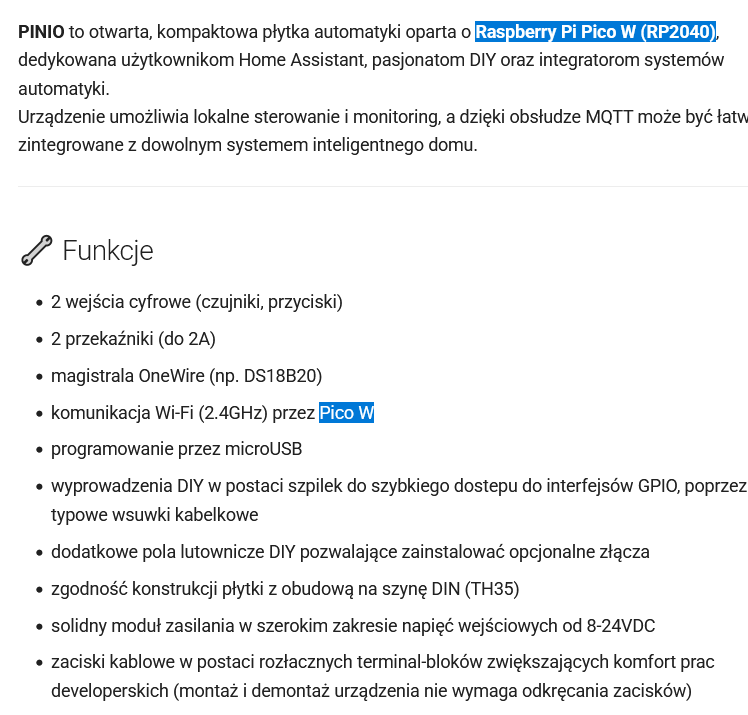 PINIO to otwarta, kompaktowa płytka automatyki oparta o Raspberry Pi Pico W (RP2040),
dedykowana użytkownikom Home Assistant, pasjonatom DIY oraz integratorom systemów
automatyki.
Urządzenie umożliwia lokalne sterowanie i monitoring, a dzięki obsłudze MQTT może być łatw
zintegrowane z dowolnym systemem inteligentnego domu.
Funkcje
• 2 wejścia cyfrowe (czujniki, przyciski)
• 2 przekaźniki (do 2A)
• magistrala OneWire (np. DS18B20)
• komunikacja Wi-Fi (2.4GHz) przez Pico W
• programowanie przez microUSB
• wyprowadzenia DIY w postaci szpilek do szybkiego dostepu do interfejsów GPIO, poprzez
typowe wsuwki kabelkowe
• dodatkowe pola lutownicze DIY pozwalające zainstalować opcjonalne złącza
• zgodność konstrukcji płytki z obudową na szynę DIN (TH35)
• solidny moduł zasilania w szerokim zakresie napięć wejściowych od 8-24VDC
• zaciski kablowe w postaci rozłacznych terminal-bloków zwiększających komfort prac
developerskich (montaż i demontaż urządzenia nie wymaga odkręcania zacisków)